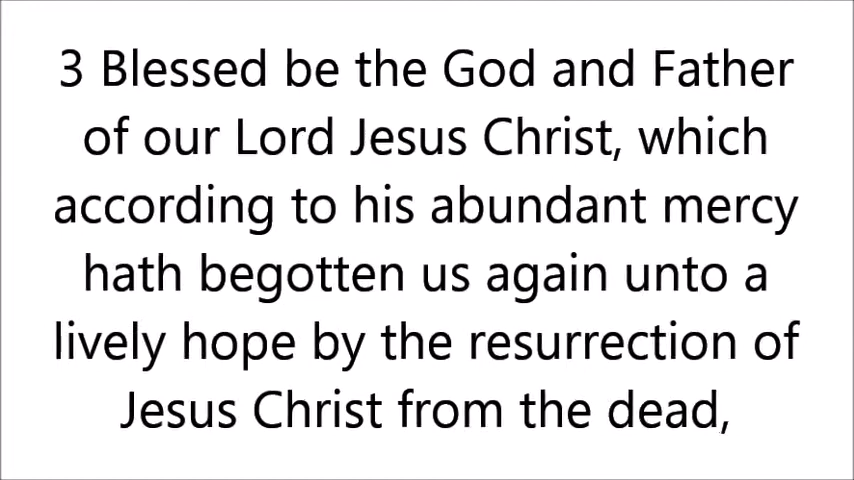 3 Blessed be the God and Father
of our Lord Jesus Christ, which
according to his abundant mercy
hath begotten us again unto a
lively hope by the resurrection of
Jesus Christ from the dead,